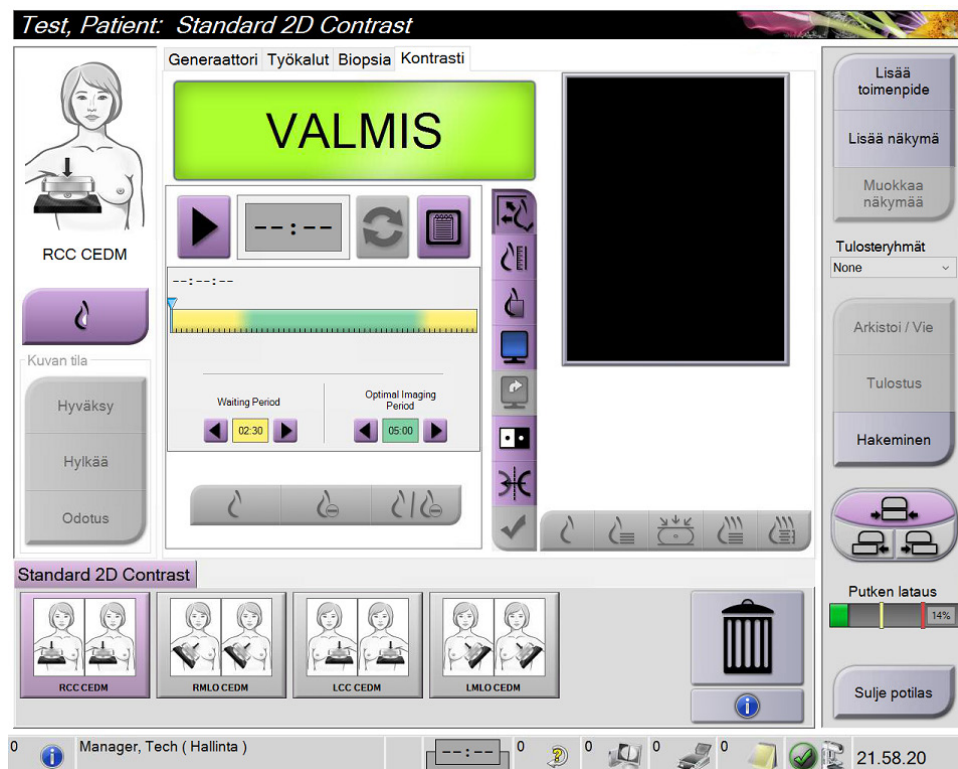 Test, Patient: Standard 2D Contrast
Generaattori Työkalut Biopsia Kontrasti
VALMIS
--:--
--:--:--
Waiting Period
02:30
Optimal Imaging
Period
05:00
RCC CEDM
Kuvan tila
Hyväksy
Hylkää
Odotus
Lisää
toimenpide
Lisää näkymä
Muokkaa
näkymää
Tulosteryhmät
None
Arkistoi / Vie
Tulostus
Hakeminen
Putken lataus
14%
Sulje potilas
Standard 2D Contrast
RCC CEDM
RMLO CEDM
LCC CEDM
LMLO CEDM
0 Manager, Tech ( Hallinta ) --:-- 0 0 0 0 21.58.20